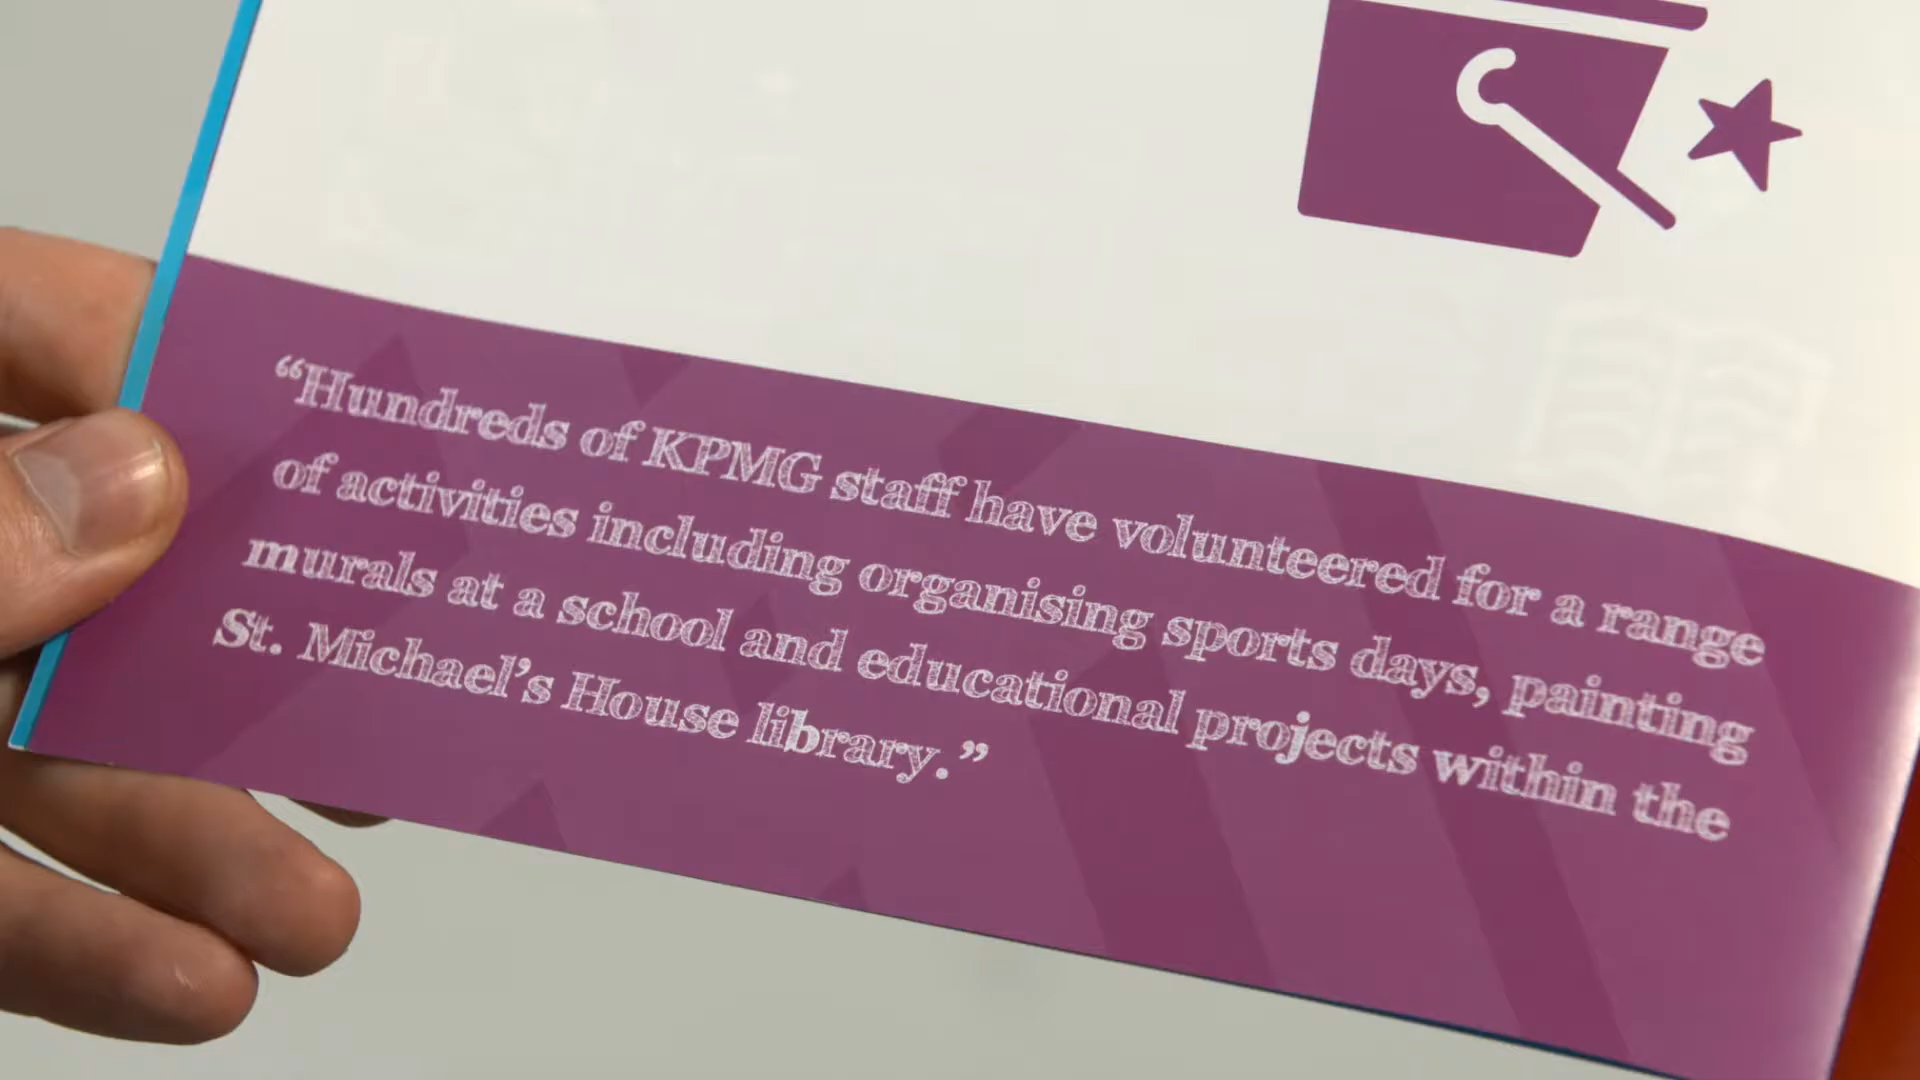 “Hundreds of KPMG staff have volunteered for a range
of activities including organising sports days, painting
murals at a school and educational projects within the
St. Michael’s House library.”